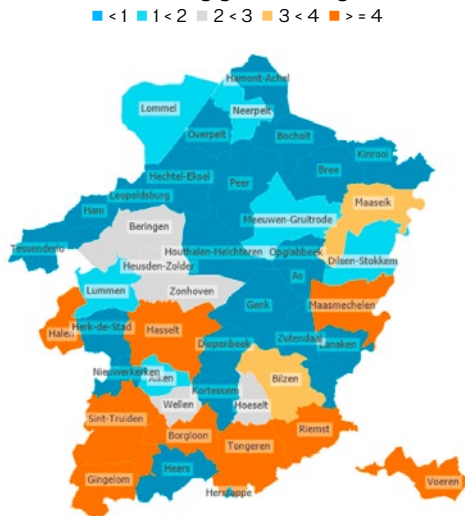 < 1 1 < 2 2 < 3 3 < 4 > = 4
Hamont-Achel
Lommel
Neerpelt
Overpelt
Bocholt
Kinrooi
Bree
Hechtel-Eksel
Peer
Leopoldsburg
Maaseik
Ham
Meeuwen-Gruitrode
Beringen
Tessenderlo
Houthalen-Helchteren
Opglabbeek
Dilsen-Stokkem
Heusden-Zolder
As
Lummen
Zonhoven
Genk
Maasmechelen
Halen
Herk-de-Stad
Hasselt
Zutendaal
Diepenbeek
Lanaken
Nieuwerkerken
Alken
Bilzen
Kortessem
Wellen
Hoeselt
Sint-Truiden
Riemst
Borgloon
Tongeren
Heers
Gingelom
Voeren
Herstappe